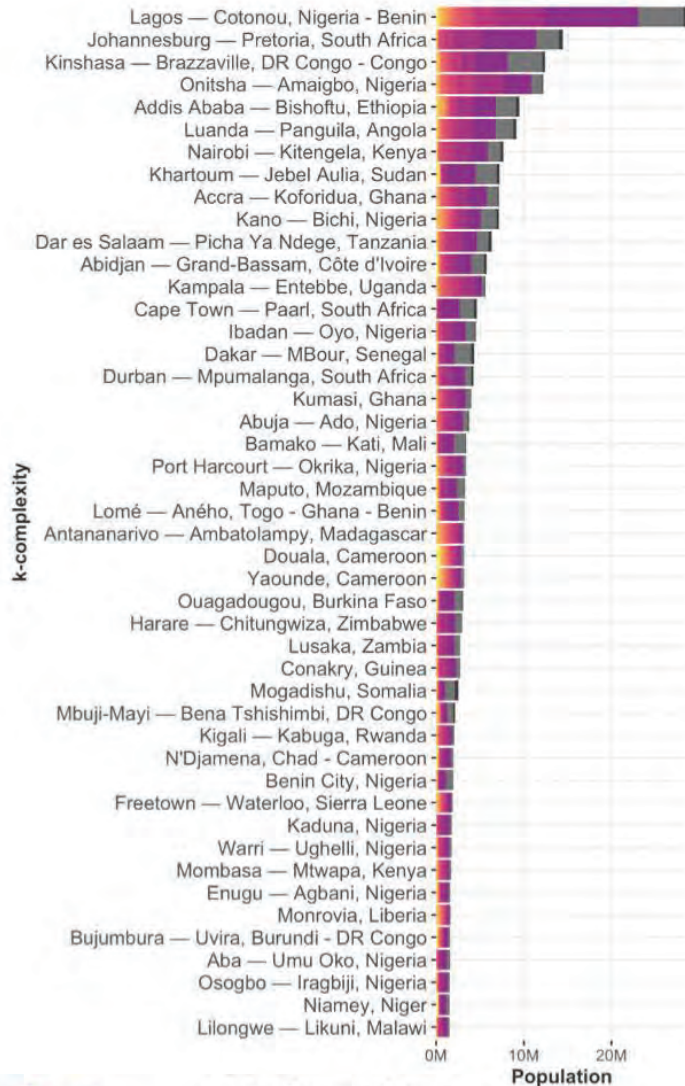 Lagos — Cotonou, Nigeria - Benin
Johannesburg — Pretoria, South Africa
Kinshasa — Brazzaville, DR Congo - Congo
Onitsha — Amaigbo, Nigeria
Addis Ababa — Bishoftu, Ethiopia
Luanda — Panguila, Angola
Nairobi — Kitengela, Kenya
Khartoum — Jebel Aulia, Sudan
Accra — Koforidua, Ghana
Kano — Bichi, Nigeria
Dar es Salaam — Picha Ya Ndege, Tanzania
Abidjan — Grand-Bassam, Côte d'Ivoire
Kampala — Entebbe, Uganda
Cape Town — Paarl, South Africa
Ibadan — Oyo, Nigeria
Dakar — MBour, Senegal
Durban — Mpumalanga, South Africa
Kumasi, Ghana
Abuja — Ado, Nigeria
Bamako — Kati, Mali
Port Harcourt — Okrika, Nigeria
Maputo, Mozambique
Lomé — Aného, Togo - Ghana - Benin
Antananarivo — Ambatolampy, Madagascar
Douala, Cameroon
Yaounde, Cameroon
Ouagadougou, Burkina Faso
Harare — Chitungwiza, Zimbabwe
Lusaka, Zambia
Conakry, Guinea
Mogadishu, Somalia
Mbuji-Mayi — Bena Tshishimbi, DR Congo
Kigali — Kabuga, Rwanda
N'Djamena, Chad - Cameroon
Benin City, Nigeria
Freetown — Waterloo, Sierra Leone
Kaduna, Nigeria
Warri — Ughelli, Nigeria
Mombasa — Mtwapa, Kenya
Enugu — Agbani, Nigeria
Monrovia, Liberia
Bujumbura — Uvira, Burundi - DR Congo
Aba — Umu Oko, Nigeria
Osogbo — Iragbiji, Nigeria
Niamey, Niger
Lilongwe — Likuni, Malawi
k-complexity
0M 10M 20M
Population